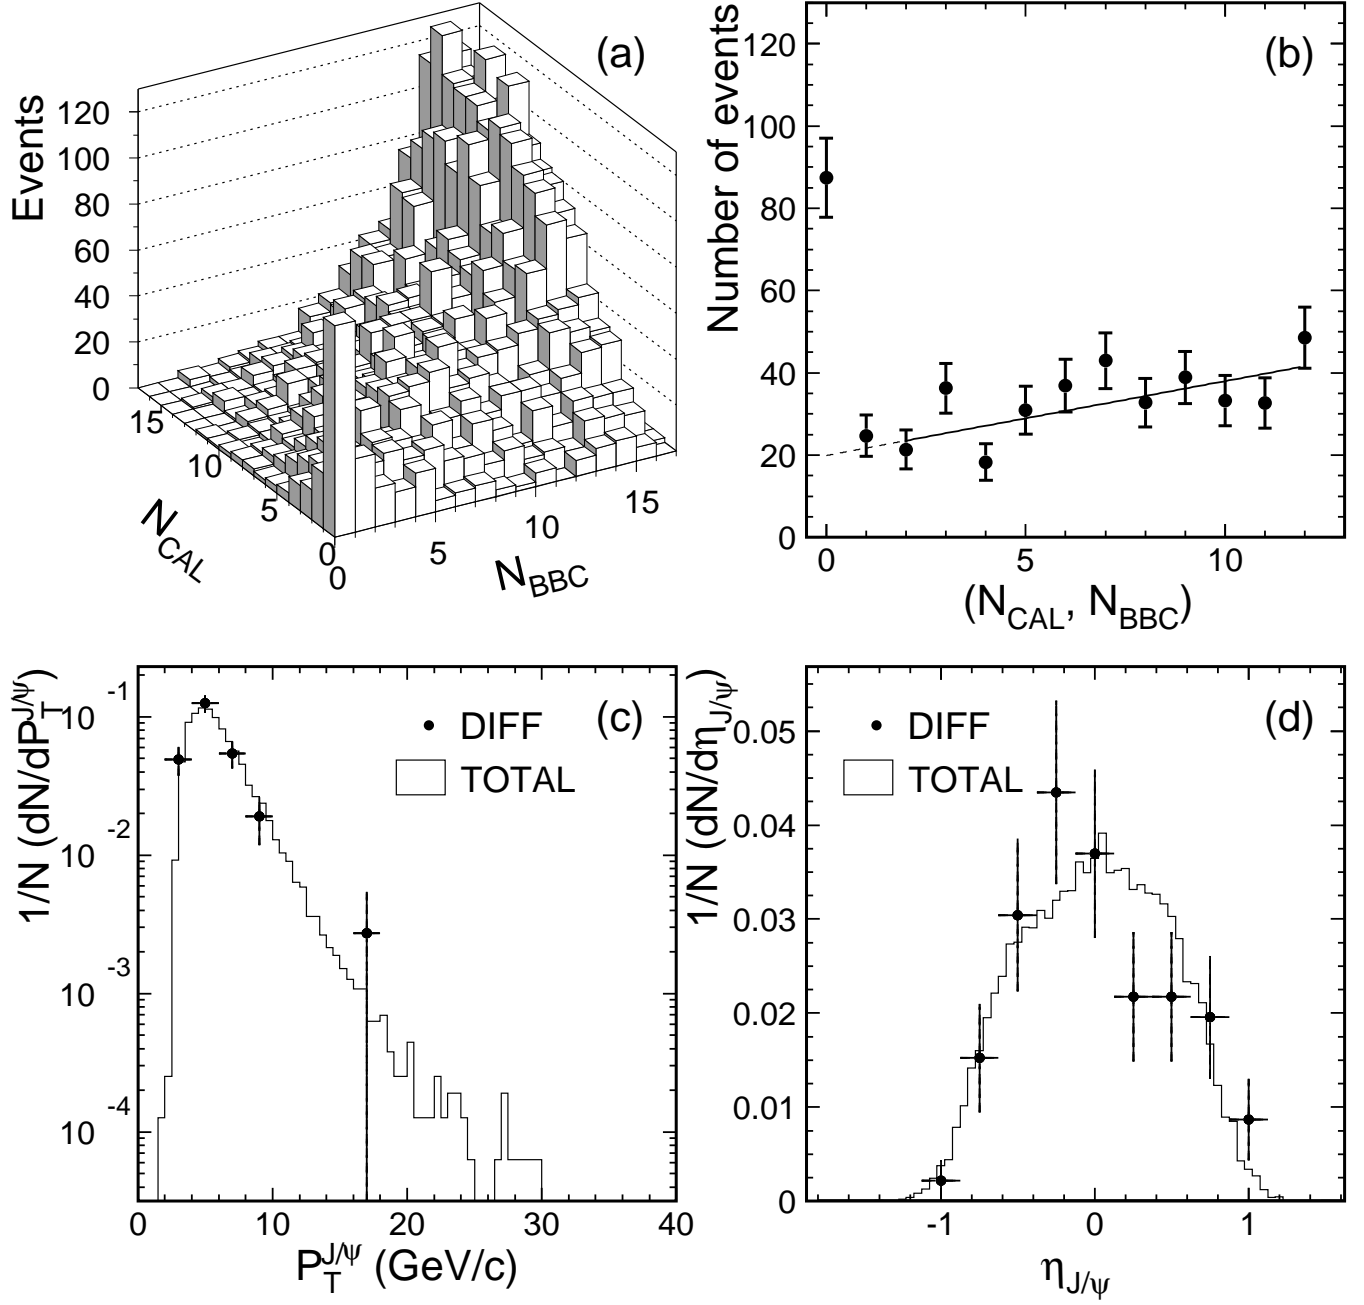 (a)
Events
120
100
80
60
40
20
0
15
10
5
0
N_CAL
0
5
10
15
N_BBC
(b)
Number of events
120
100
80
60
40
20
0
0
5
10
(N_CAL, N_BBC)
(c)
1/N (dN/dP_T^J/ψ)
10^-1
10^-2
10^-3
10^-4
DIFF
TOTAL
0
10
20
30
40
P_T^J/ψ (GeV/c)
(d)
1/N (dN/dη_J/ψ)
0.05
0.04
0.03
0.02
0.01
0
DIFF
TOTAL
-1
0
1
η_J/ψ